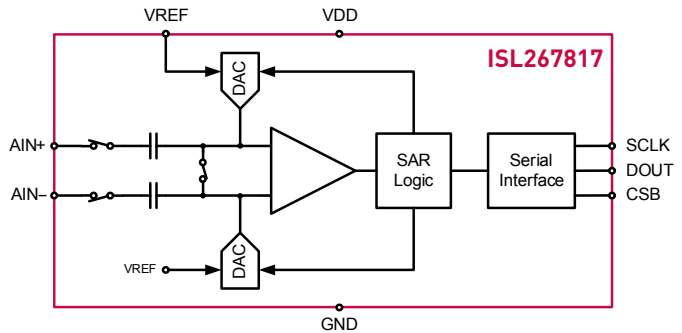 VREF
VDD
ISL267817
DAC
AIN+
SCLK
SAR
Logic
Serial
Interface
DOUT
AIN–
CSB
DAC
VREF
GND